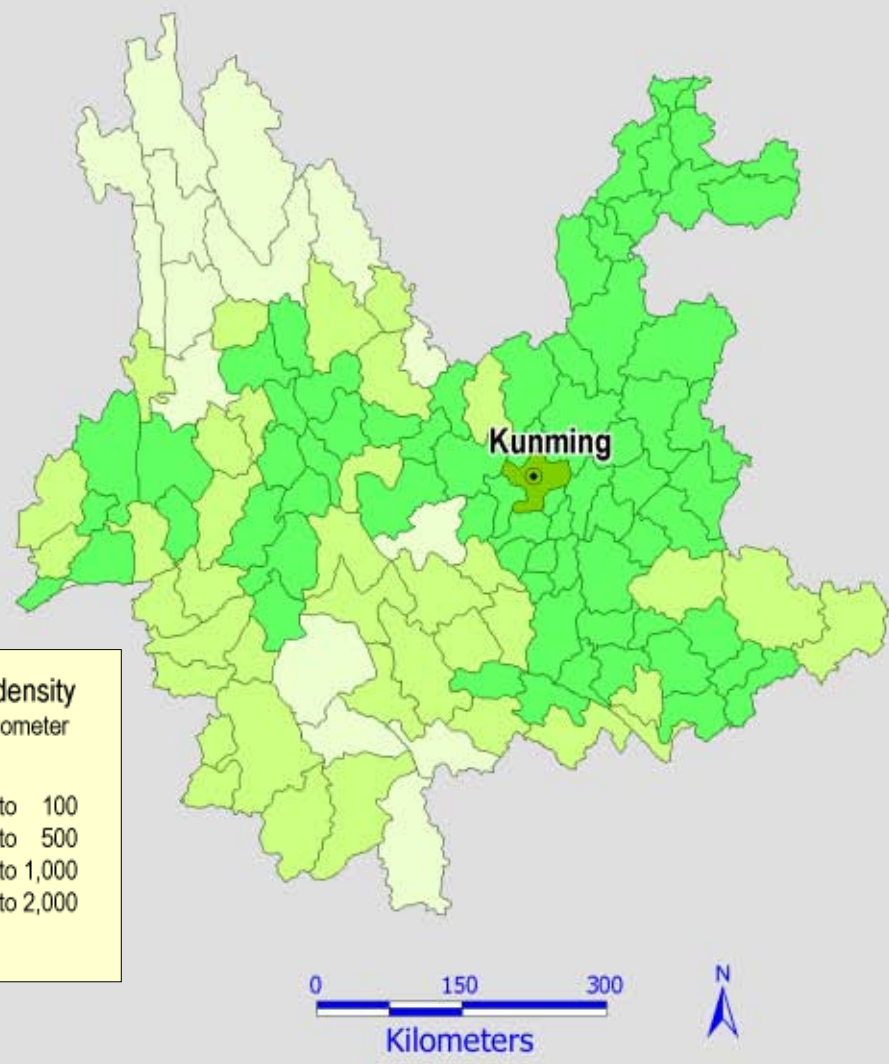 Kunming
density
ometer
to 100
to 500
to 1,000
to 2,000
0 150 300
Kilometers
N